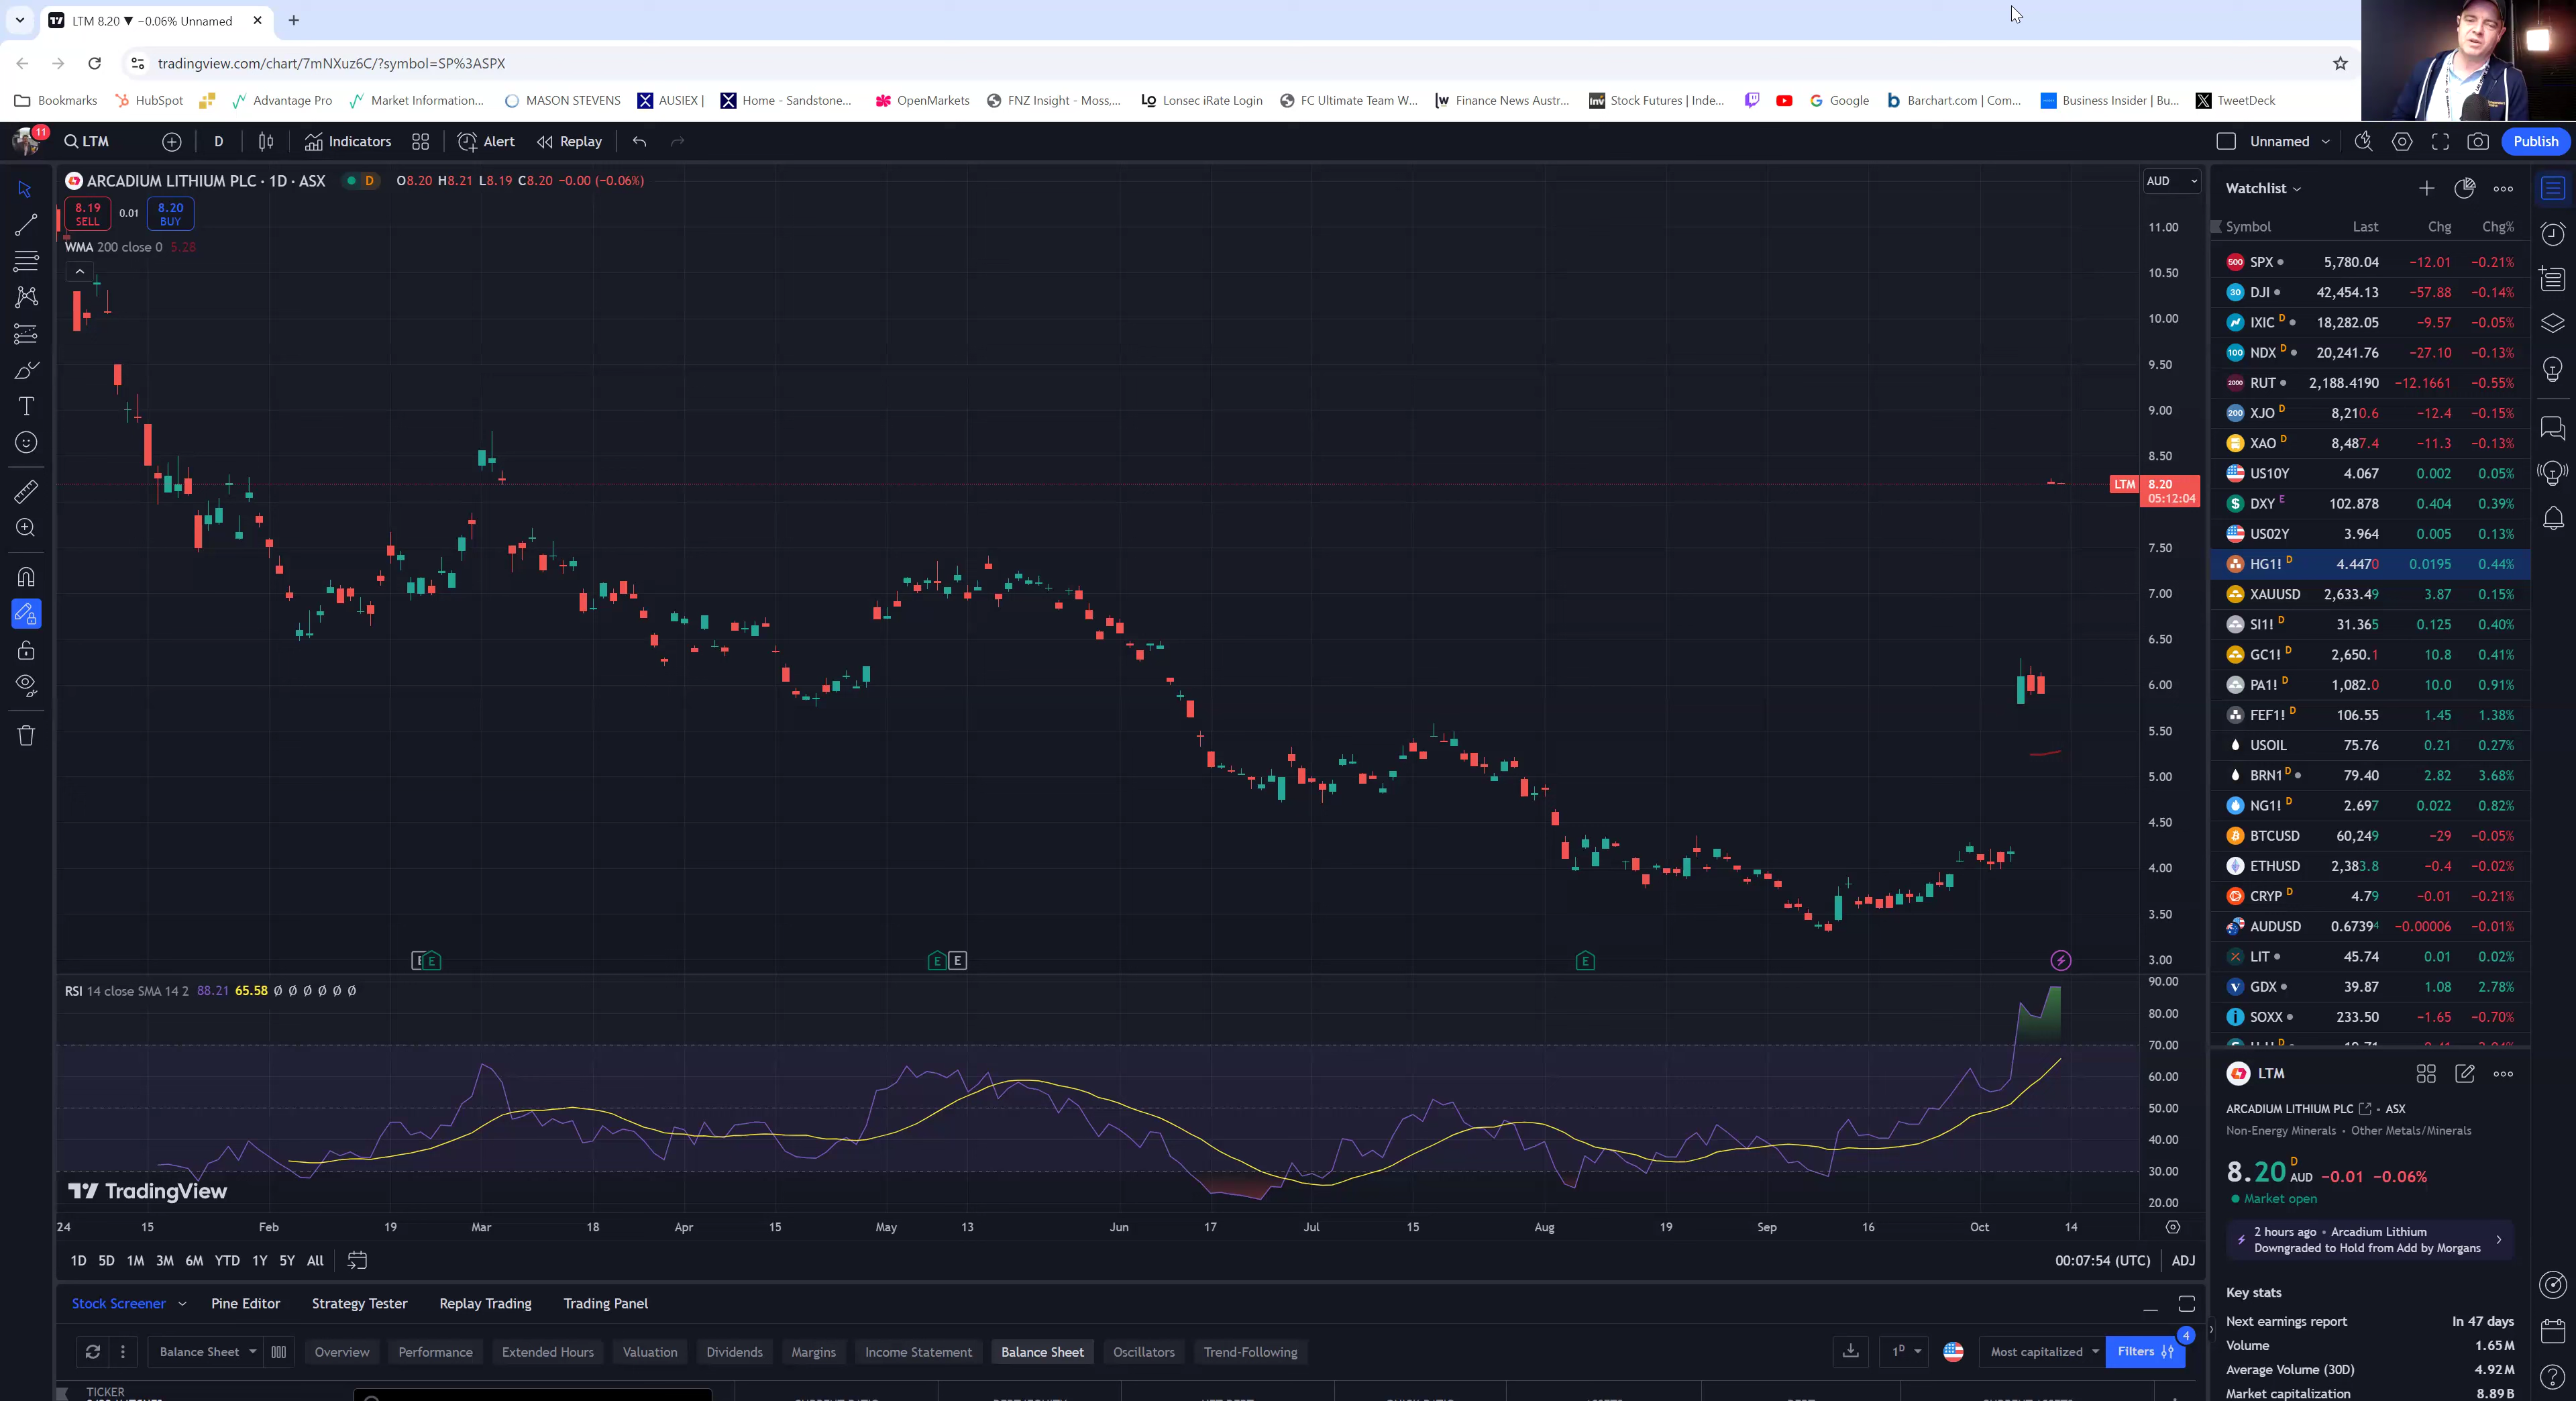 LTM 8.20 ▼ −0.06% Unnamed
tradingview.com/chart/7mNXuz6C/?symbol=SP%3ASPX
Bookmarks HubSpot Advantage Pro Market Information... MASON STEVENS AUSIEX | Home - Sandstone... OpenMarkets FNZ Insight - Moss,... Lonsec iRate Login FC Ultimate Team W... Finance News Austr... Stock Futures | Inde... Google Barchart.com | Com... Business Insider | Bu... TweetDeck
11 LTM D Indicators Alert Replay Unnamed Publish
ARCADIUM LITHIUM PLC · 1D · ASX D O8.20 H8.21 L8.19 C8.20 −0.00 (−0.06%) AUD
8.19 SELL 0.01 8.20 BUY
WMA 200 close 0 5.28
11.00
10.50
10.00
9.50
9.00
8.50
LTM 8.20
05:12:04
7.50
7.00
6.50
6.00
5.50
5.00
4.50
4.00
3.50
3.00
E E E E E
RSI 14 close SMA 14 2 88.21 65.58 Ø Ø Ø Ø Ø Ø
90.00
80.00
70.00
60.00
50.00
40.00
30.00
20.00
TradingView
24 15 Feb 19 Mar 18 Apr 15 May 13 Jun 17 Jul 15 Aug 19 Sep 16 Oct 14
1D 5D 1M 3M 6M YTD 1Y 5Y All 00:07:54 (UTC) ADJ
Stock Screener Pine Editor Strategy Tester Replay Trading Trading Panel
Balance Sheet Overview Performance Extended Hours Valuation Dividends Margins Income Statement Balance Sheet Oscillators Trend-Following 1D Most capitalized Filters 4
TICKER
Watchlist
Symbol Last Chg Chg%
SPX 5,780.04 −12.01 −0.21%
DJI 42,454.13 −57.88 −0.14%
IXIC D 18,282.05 −9.57 −0.05%
NDX D 20,241.76 −27.10 −0.13%
RUT 2,188.4190 −12.1661 −0.55%
XJO D 8,210.6 −12.4 −0.15%
XAO D 8,487.4 −11.3 −0.13%
US10Y 4.067 0.002 0.05%
DXY E 102.878 0.404 0.39%
US02Y 3.964 0.005 0.13%
HG1! D 4.4470 0.0195 0.44%
XAUUSD 2,633.49 3.87 0.15%
SI1! D 31.365 0.125 0.40%
GC1! D 2,650.1 10.8 0.41%
PA1! D 1,082.0 10.0 0.91%
FEF1! D 106.55 1.45 1.38%
USOIL 75.76 0.21 0.27%
BRN1 D 79.40 2.82 3.68%
NG1! D 2.697 0.022 0.82%
BTCUSD 60,249 −29 −0.05%
ETHUSD 2,383.8 −0.4 −0.02%
CRYP D 4.79 −0.01 −0.21%
AUDUSD 0.67394 −0.00006 −0.01%
LIT 45.74 0.01 0.02%
GDX 39.87 1.08 2.78%
SOXX 233.50 −1.65 −0.70%
LTM
ARCADIUM LITHIUM PLC • ASX
Non-Energy Minerals • Other Metals/Minerals
8.20 D AUD −0.01 −0.06%
Market open
2 hours ago • Arcadium Lithium
Downgraded to Hold from Add by Morgans
Key stats
Next earnings report In 47 days
Volume 1.65M
Average Volume (30D) 4.92M
Market capitalization 8.89B